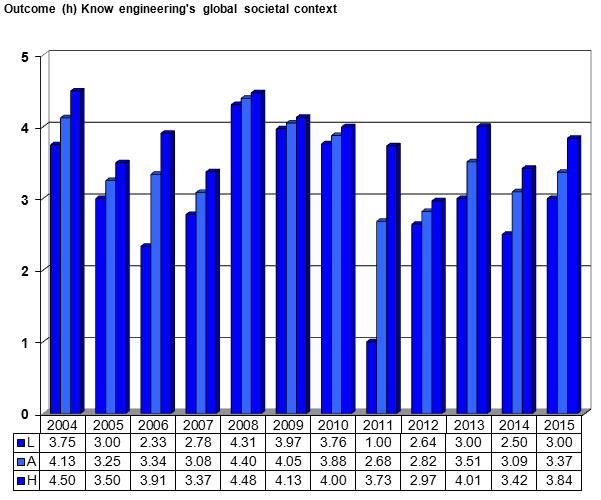 Outcome (h) Know engineering's global societal context
5
4
3
2
1
0
2004 2005 2006 2007 2008 2009 2010 2011 2012 2013 2014 2015
L 3.75 3.00 2.33 2.78 4.31 3.97 3.76 1.00 2.64 3.00 2.50 3.00
A 4.13 3.25 3.34 3.08 4.40 4.05 3.88 2.68 2.82 3.51 3.09 3.37
H 4.50 3.50 3.91 3.37 4.48 4.13 4.00 3.73 2.97 4.01 3.42 3.84